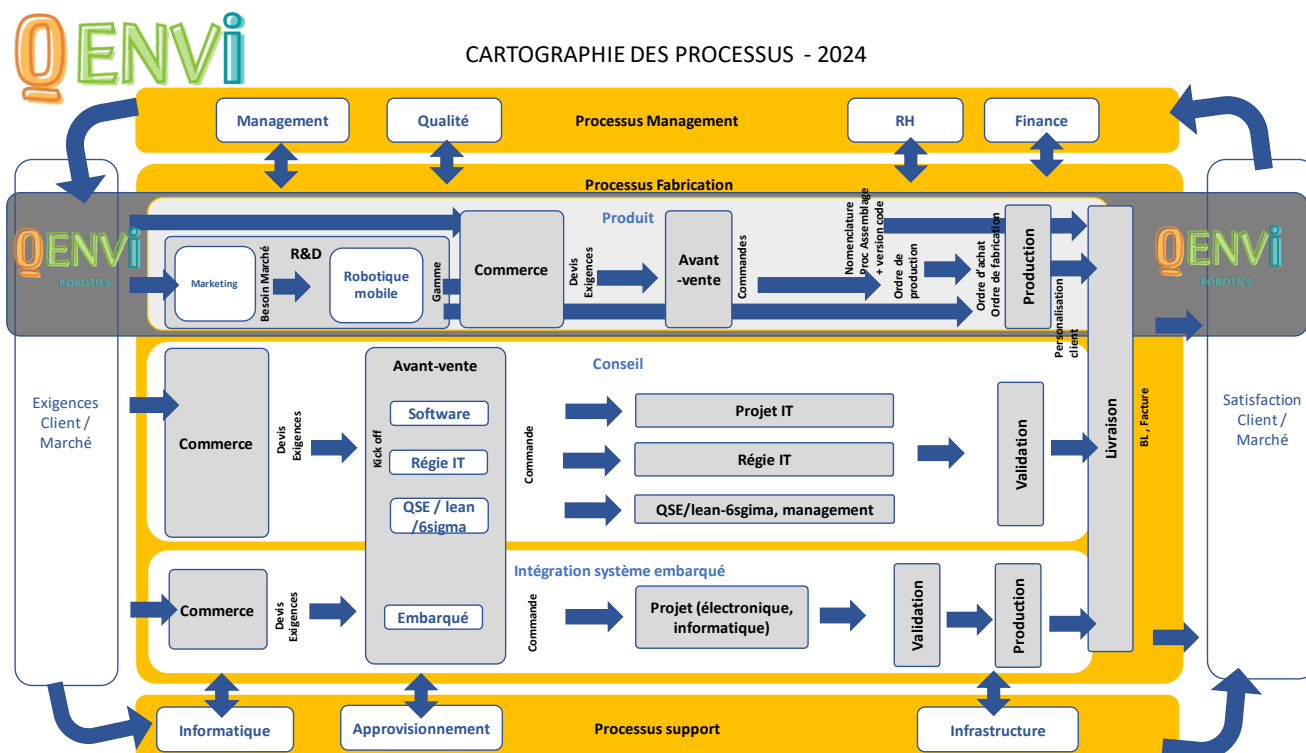 QENVi
CARTOGRAPHIE DES PROCESSUS - 2024
Management
Qualité
Processus Management
RH
Finance
Processus Fabrication
QENVi
ROBOTICS
Produit
R&D
Marketing
Besoin Marché
Robotique
mobile
Gamme
Commerce
Devis
Exigences
Avant
-vente
Commandes
Nomenclature
Proc Assemblage
+ version code
Ordre de
production
Ordre d'achat
Ordre de fabrication
Production
Personalisation
client
QENVi
ROBOTICS
Exigences
Client /
Marché
Conseil
Commerce
Devis
Exigences
Avant-vente
Kick off
Software
Régie IT
QSE / lean
/6sigma
Commande
Projet IT
Régie IT
QSE/lean-6sgima, management
Validation
Livraison
BL , Facture
Satisfaction
Client /
Marché
Intégration système embarqué
Commerce
Devis
Exigences
Embarqué
Commande
Projet (électronique,
informatique)
Validation
Production
Informatique
Approvisionnement
Processus support
Infrastructure